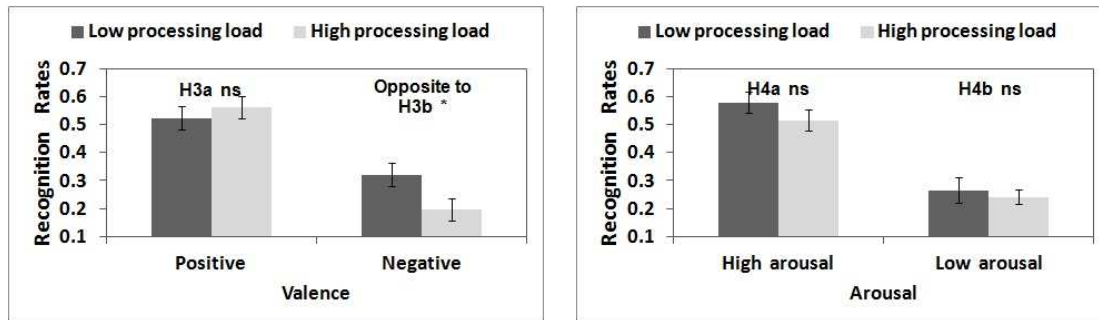 Low processing load High processing load
Recognition Rates
0.7
0.6
0.5
0.4
0.3
0.2
0.1
H3a ns
Opposite to
H3b *
Positive Negative
Valence
Low processing load High processing load
Recognition Rates
0.7
0.6
0.5
0.4
0.3
0.2
0.1
H4a ns H4b ns
High arousal Low arousal
Arousal